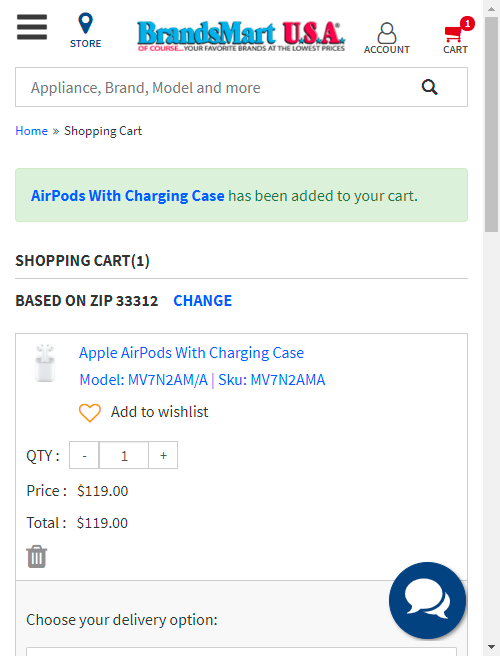 STORE
BrandsMart U.S.A.
OF COURSE...YOUR FAVORITE BRANDS AT THE LOWEST PRICES
ACCOUNT
1
CART
Appliance, Brand, Model and more
Home » Shopping Cart
AirPods With Charging Case has been added to your cart.
SHOPPING CART(1)
BASED ON ZIP 33312 CHANGE
Apple AirPods With Charging Case
Model: MV7N2AM/A | Sku: MV7N2AMA
Add to wishlist
QTY : - 1 +
Price : $119.00
Total : $119.00
Choose your delivery option: